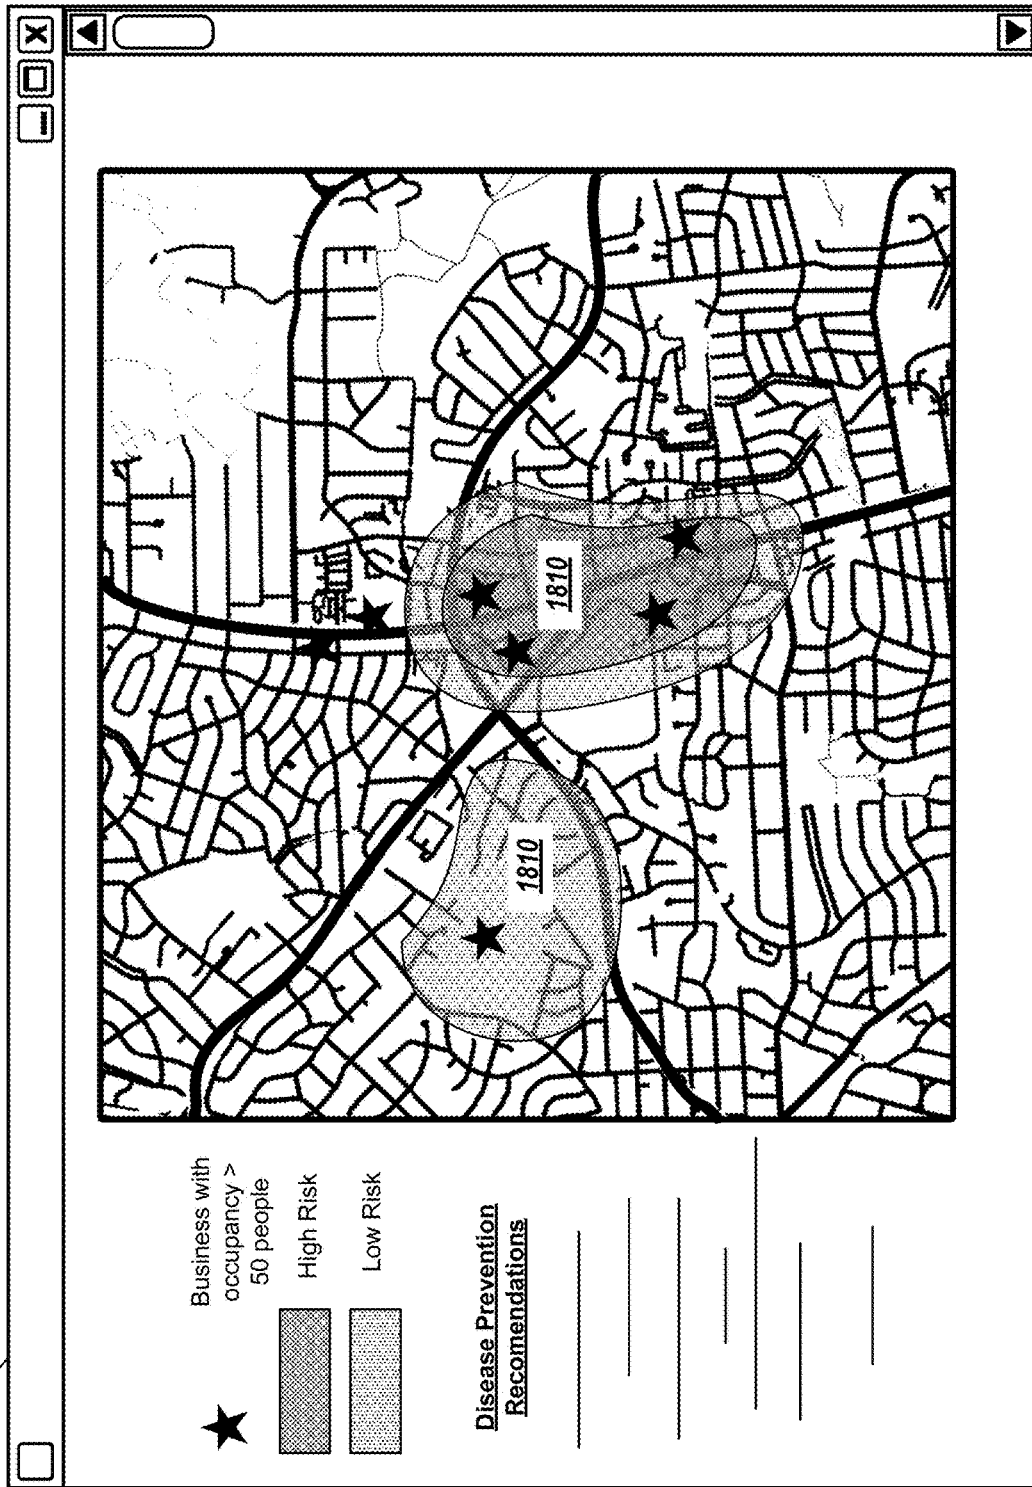 Business with
occupancy >
50 people
High Risk
Low Risk
Disease Prevention
Recomendations
1810
1810